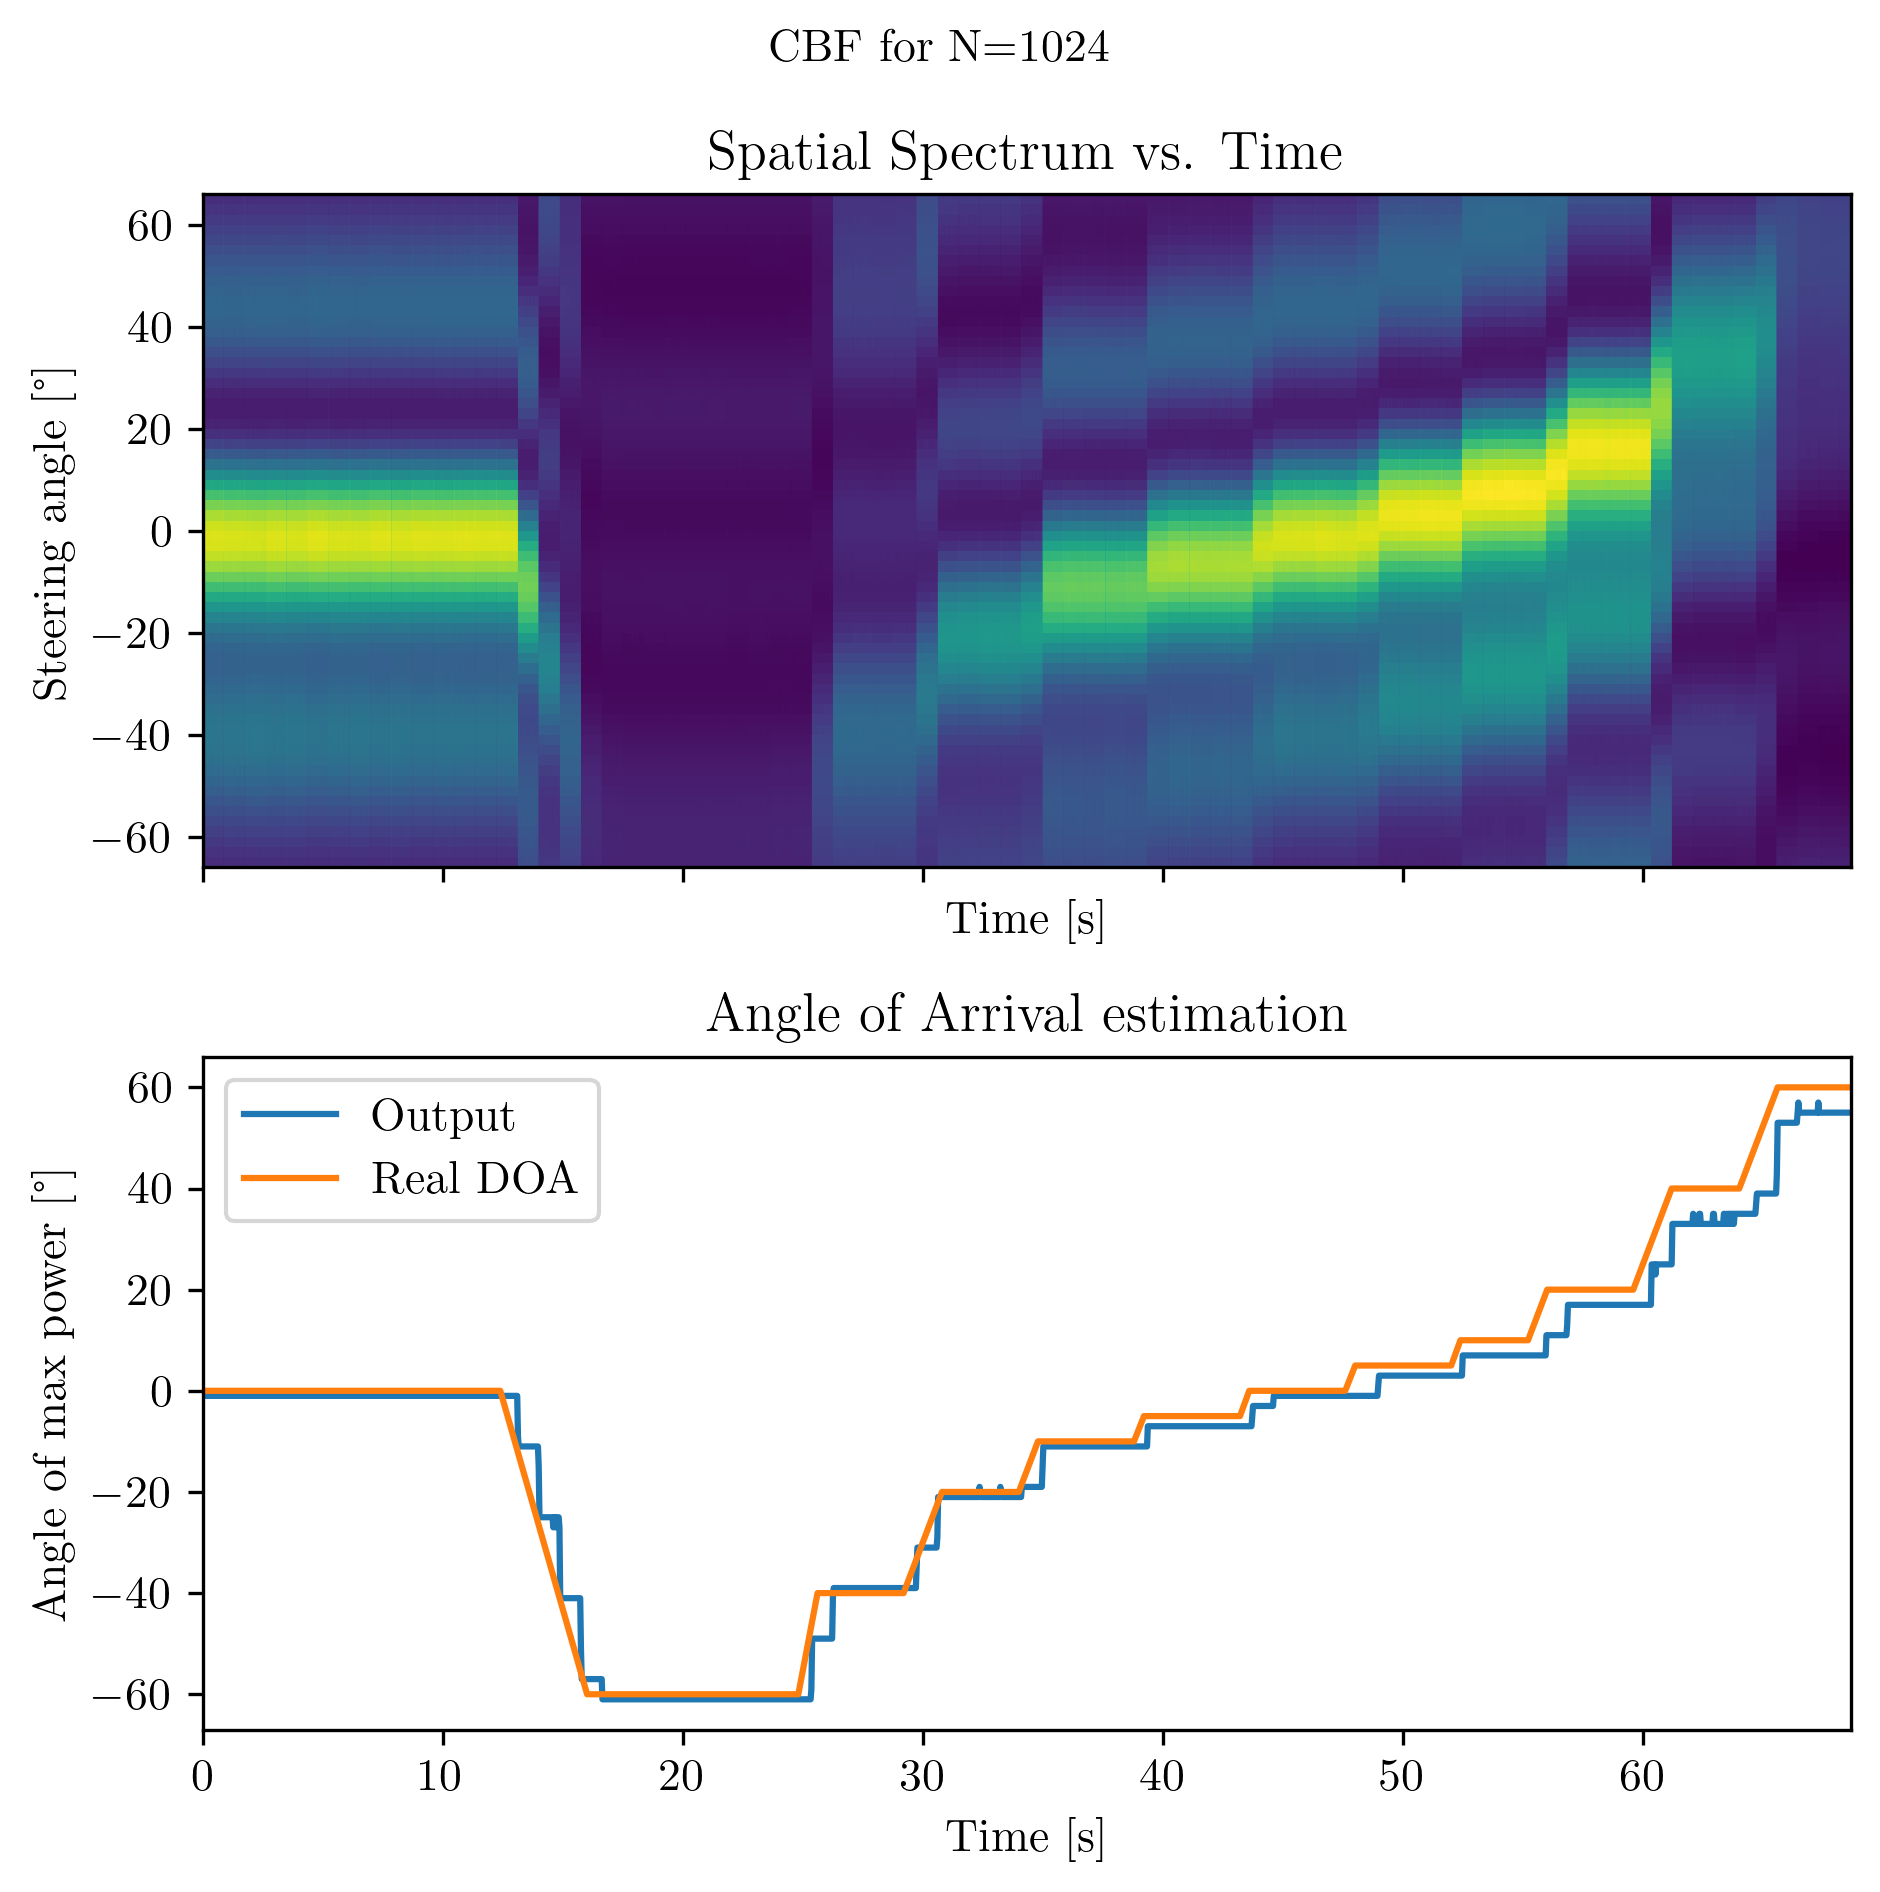 CBF for N=1024
Spatial Spectrum vs. Time
60
40
20
0
−20
−40
−60
Steering angle [°]
Time [s]
Angle of Arrival estimation
60
40
20
0
−20
−40
−60
Angle of max power [°]
Output
Real DOA
0 10 20 30 40 50 60
Time [s]